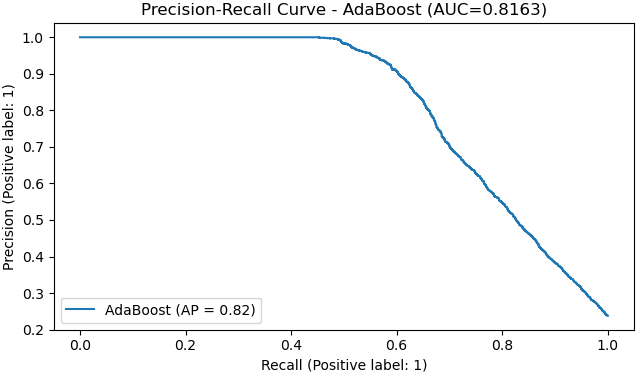 Precision-Recall Curve - AdaBoost (AUC=0.8163)
1.0
0.9
0.8
0.7
0.6
0.5
0.4
0.3
0.2
Precision (Positive label: 1)
AdaBoost (AP = 0.82)
0.0 0.2 0.4 0.6 0.8 1.0
Recall (Positive label: 1)